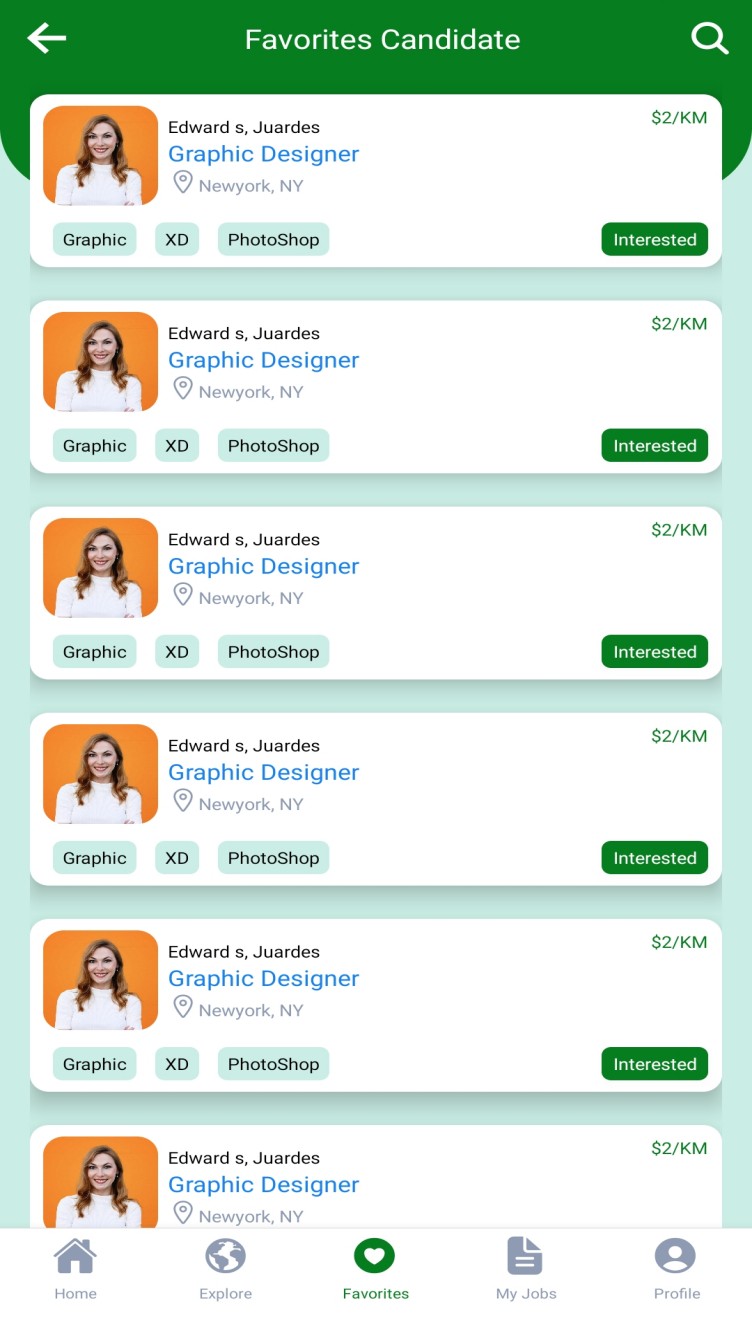 Favorites Candidate
Edward s, Juardes
$2/KM
Graphic Designer
Newyork, NY
Graphic XD PhotoShop Interested
Edward s, Juardes
$2/KM
Graphic Designer
Newyork, NY
Graphic XD PhotoShop Interested
Edward s, Juardes
$2/KM
Graphic Designer
Newyork, NY
Graphic XD PhotoShop Interested
Edward s, Juardes
$2/KM
Graphic Designer
Newyork, NY
Graphic XD PhotoShop Interested
Edward s, Juardes
$2/KM
Graphic Designer
Newyork, NY
Graphic XD PhotoShop Interested
Edward s, Juardes
$2/KM
Graphic Designer
Newyork, NY
Home Explore Favorites My Jobs Profile